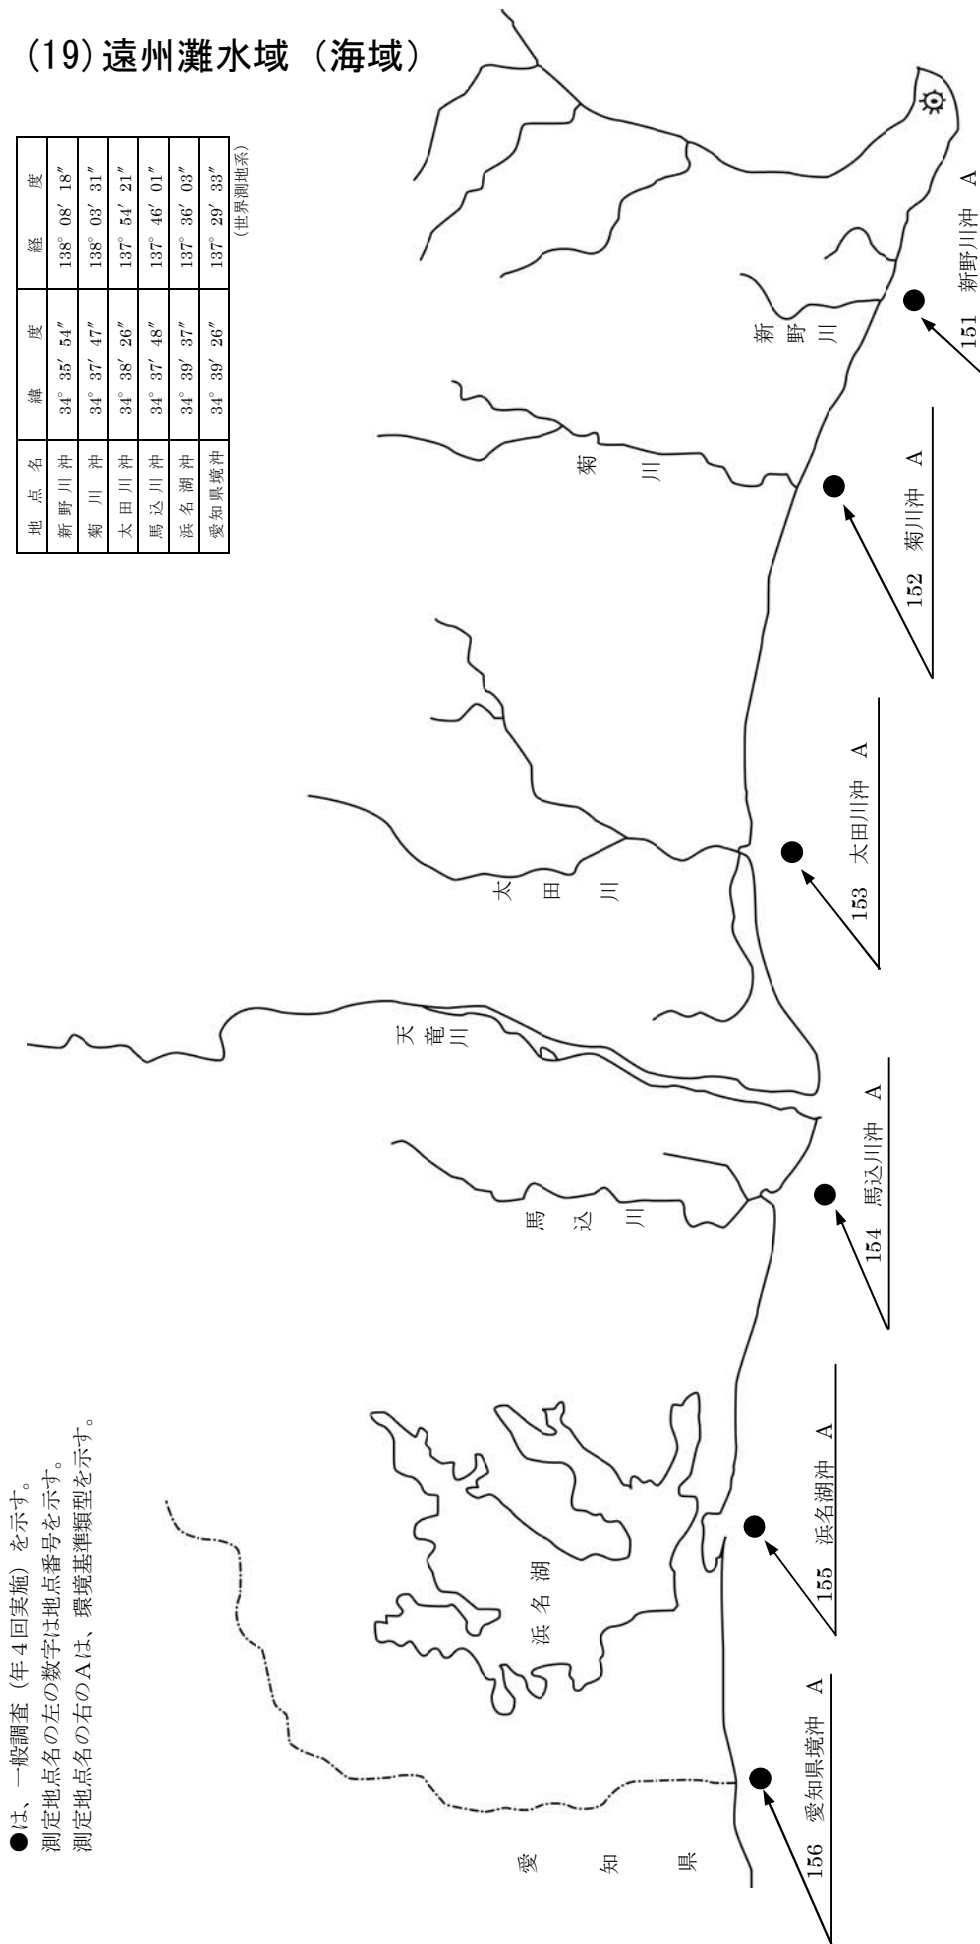 (19)遠州灘水域（海域）
地点名 緯度 経度
新野川沖 34° 35′ 54″ 138° 08′ 18″
菊川沖 34° 37′ 47″ 138° 03′ 31″
太田川沖 34° 38′ 26″ 137° 54′ 21″
馬込川沖 34° 37′ 48″ 137° 46′ 01″
浜名湖沖 34° 39′ 37″ 137° 36′ 03″
愛知県境沖 34° 39′ 26″ 137° 29′ 33″
(世界測地系)
●は、一般調査（年４回実施）を示す。
測定地点名の左の数字は地点番号を示す。
測定地点名の右のＡは、環境基準類型を示す。
愛知県
浜名湖
馬込川
天竜川
太田川
菊川
新野川
156 愛知県境沖 A
155 浜名湖沖 A
154 馬込川沖 A
153 太田川沖 A
152 菊川沖 A
151 新野川沖 A